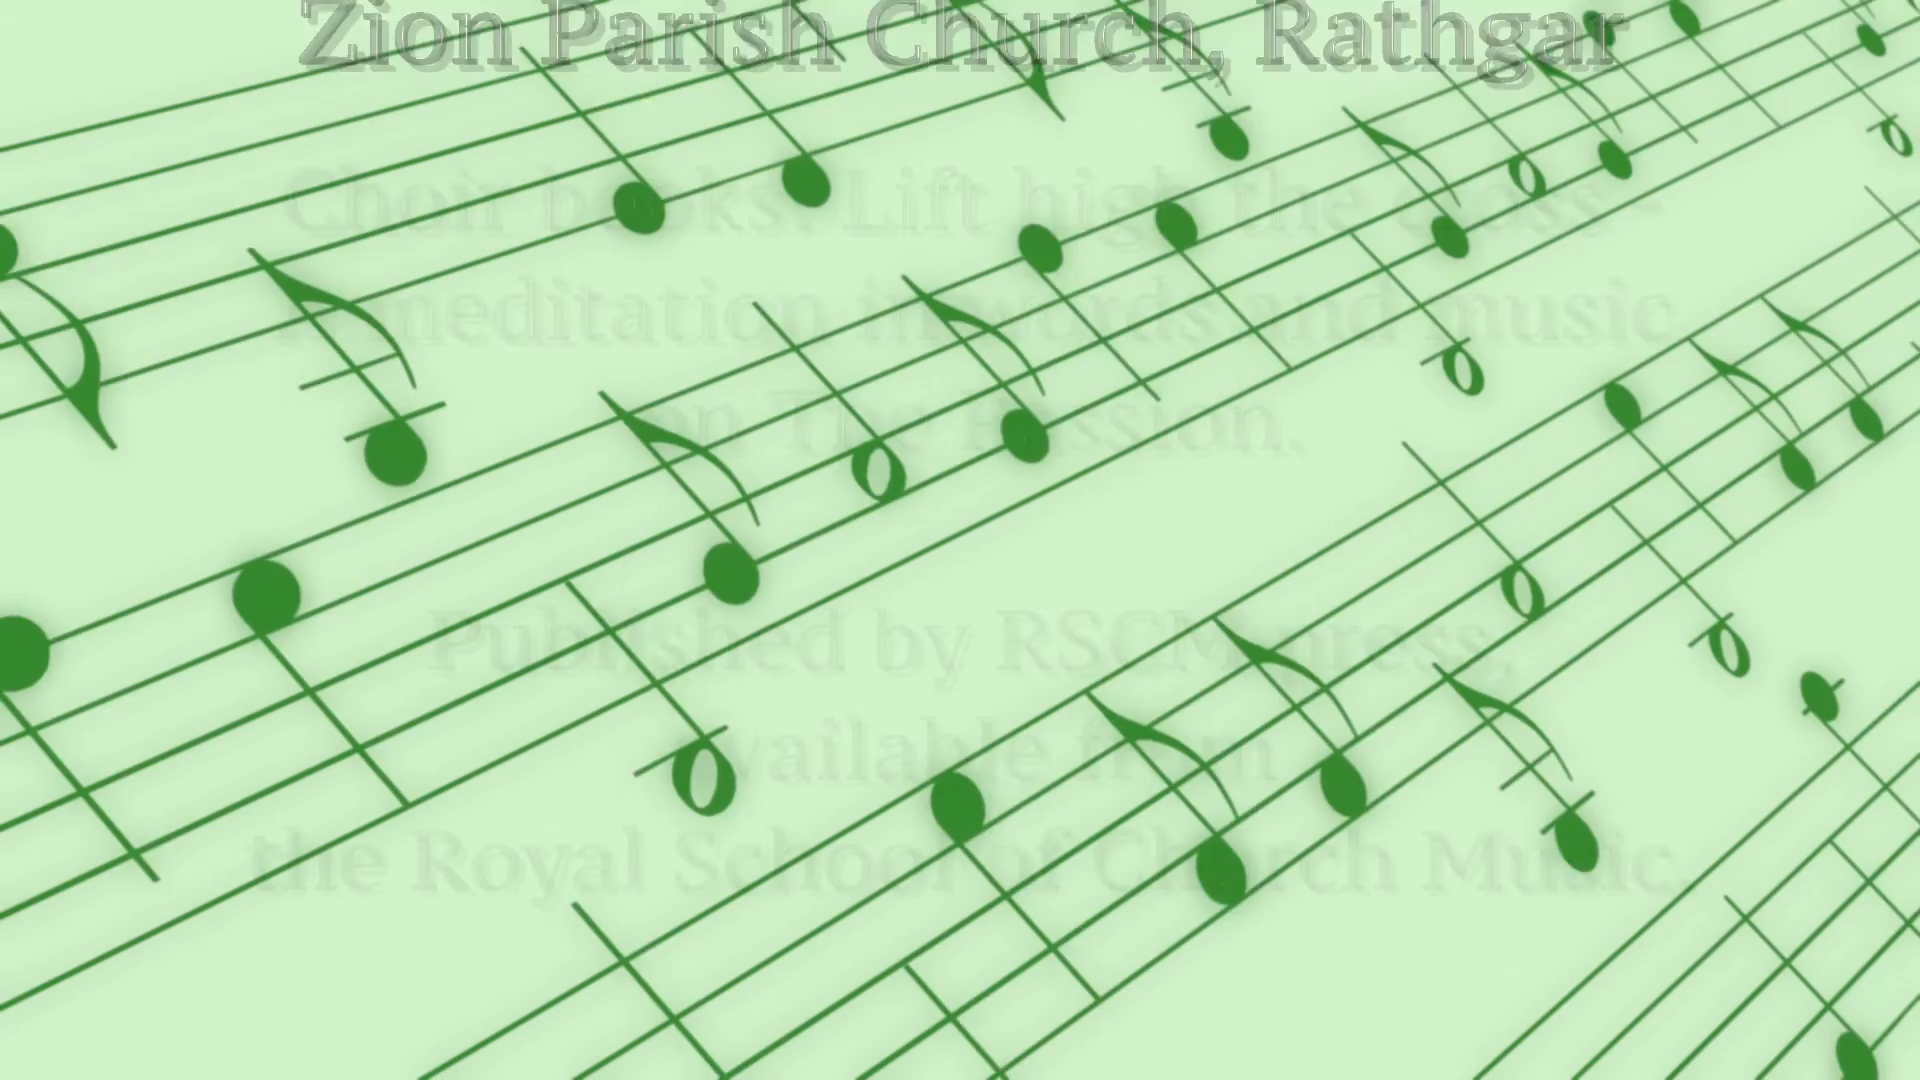 Zion Parish Church, Rathgar
Choir books: Lift high the cross -
meditation in words and music
on The Passion.
Published by RSCM press,
available from
the Royal School of Church Music